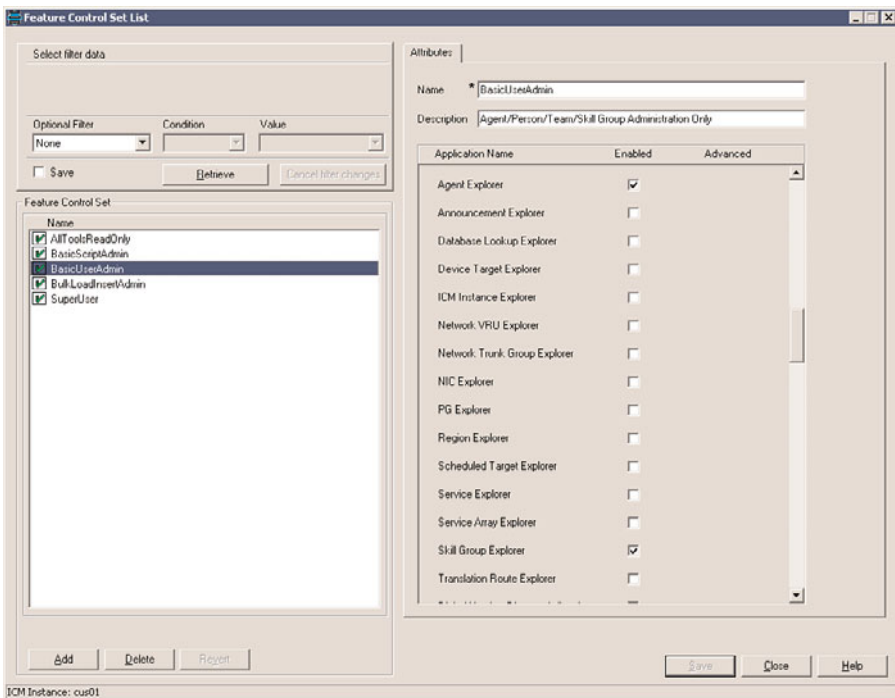 Feature Control Set List
Select filter data
Optional Filter Condition Value
None
Save Retrieve Cancel filter changes
Feature Control Set
Name
AllToolsReadOnly
BasicScriptAdmin
BasicUserAdmin
BulkLoadInsertAdmin
SuperUser
Add Delete Revert
Attributes
Name * BasicUserAdmin
Description Agent/Person/Team/Skill Group Administration Only
Application Name Enabled Advanced
Agent Explorer
Announcement Explorer
Database Lookup Explorer
Device Target Explorer
ICM Instance Explorer
Network VRU Explorer
Network Trunk Group Explorer
NIC Explorer
PG Explorer
Region Explorer
Scheduled Target Explorer
Service Explorer
Service Array Explorer
Skill Group Explorer
Translation Route Explorer
Save Close Help
ICM Instance: cus01